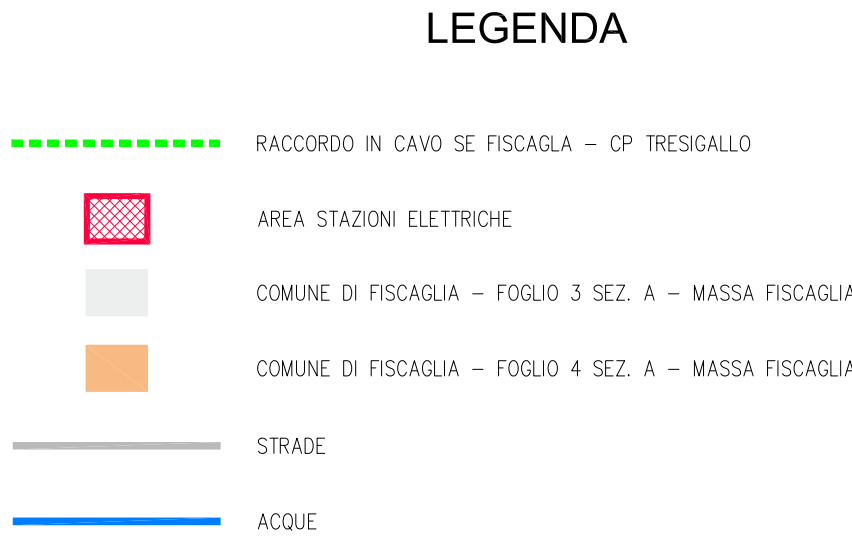 LEGENDA
RACCORDO IN CAVO SE FISCAGLA – CP TRESIGALLO
AREA STAZIONI ELETTRICHE
COMUNE DI FISCAGLIA – FOGLIO 3 SEZ. A – MASSA FISCAGLIA
COMUNE DI FISCAGLIA – FOGLIO 4 SEZ. A – MASSA FISCAGLIA
STRADE
ACQUE